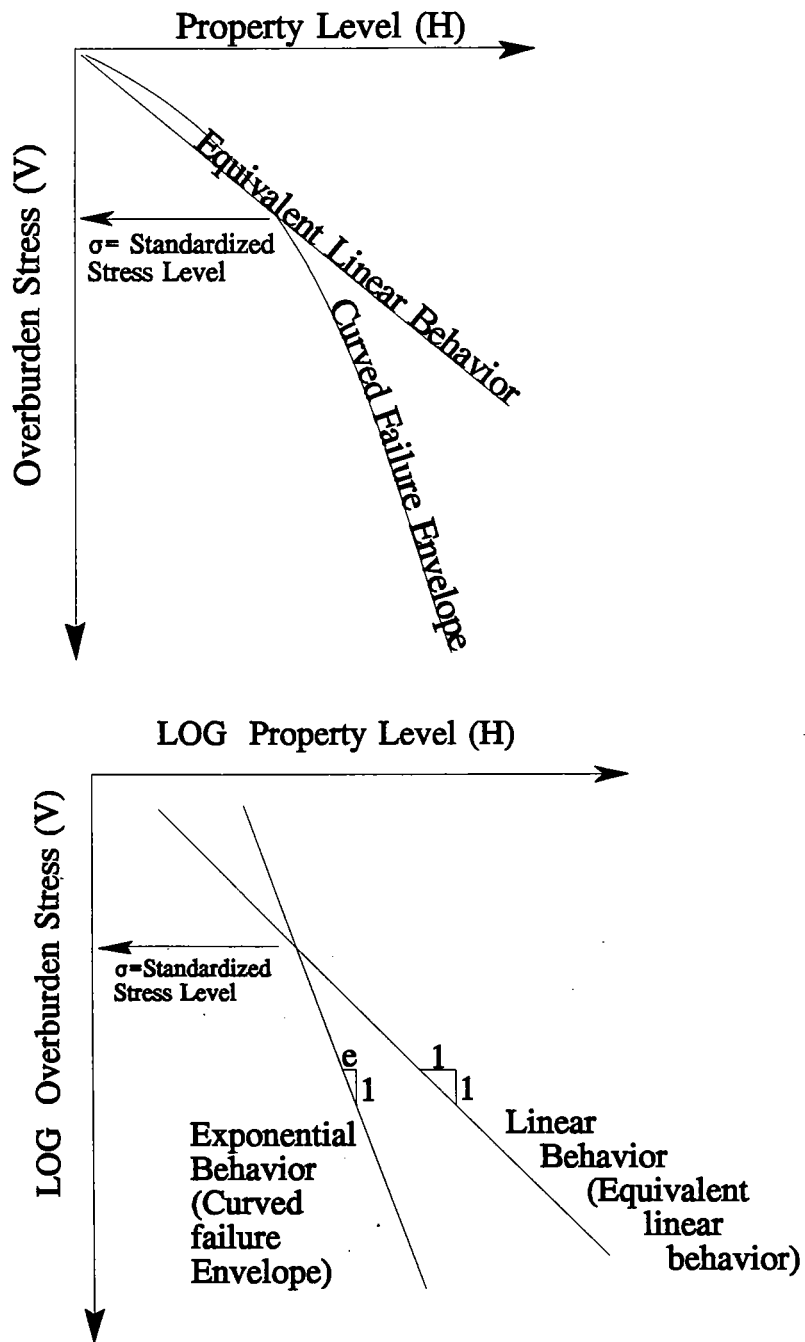 Property Level (H)
Overburden Stress (V)
Equivalent Linear Behavior
σ= Standardized
Stress Level
Curved Failure Envelope
LOG Property Level (H)
LOG Overburden Stress (V)
σ=Standardized
Stress Level
e
1
1
1
Exponential
Behavior
(Curved
failure
Envelope)
Linear
Behavior
(Equivalent
linear
behavior)